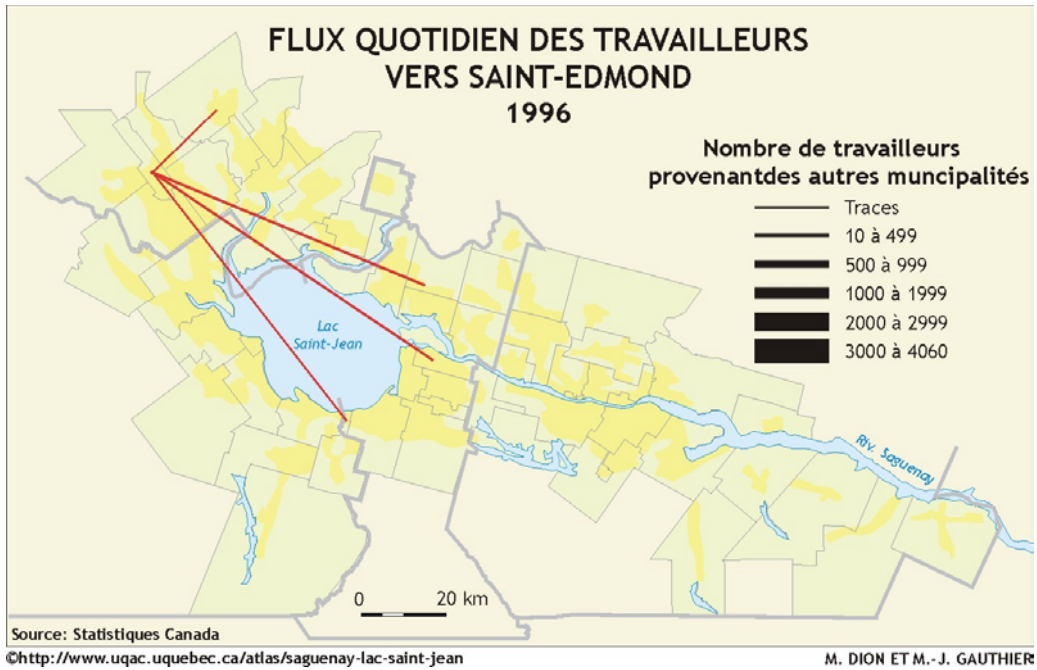 FLUX QUOTIDIEN DES TRAVAILLEURS
VERS SAINT-EDMOND
1996
Nombre de travailleurs
provenantdes autres muncipalités
Traces
10 à 499
500 à 999
1000 à 1999
2000 à 2999
3000 à 4060
Lac
Saint-Jean
Riv. Saguenay
0 20 km
Source: Statistiques Canada
©http://www.uqac.uquebec.ca/atlas/saguenay-lac-saint-jean
M. DION ET M.-J. GAUTHIER